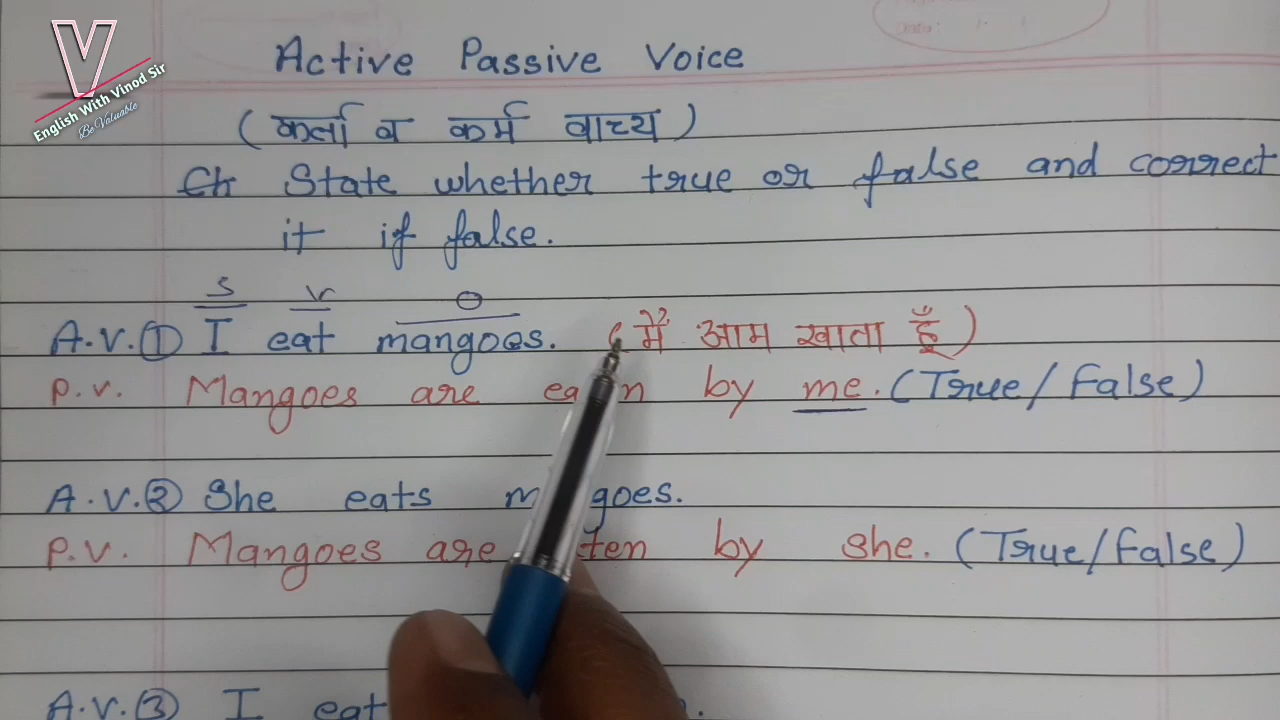 V
English With Vinod Sir
Be Valuable
Active Passive Voice
(कर्ता व कर्म वाच्य)
State whether true or false and correct
it if false.
S V O
A.V.① I eat mangoes. (मैं आम खाता हूँ)
P.V. Mangoes are by me. (True/False)
A.V.② She eats
P.V. Mangoes are by she. (True/False)
A.V.③ I eat